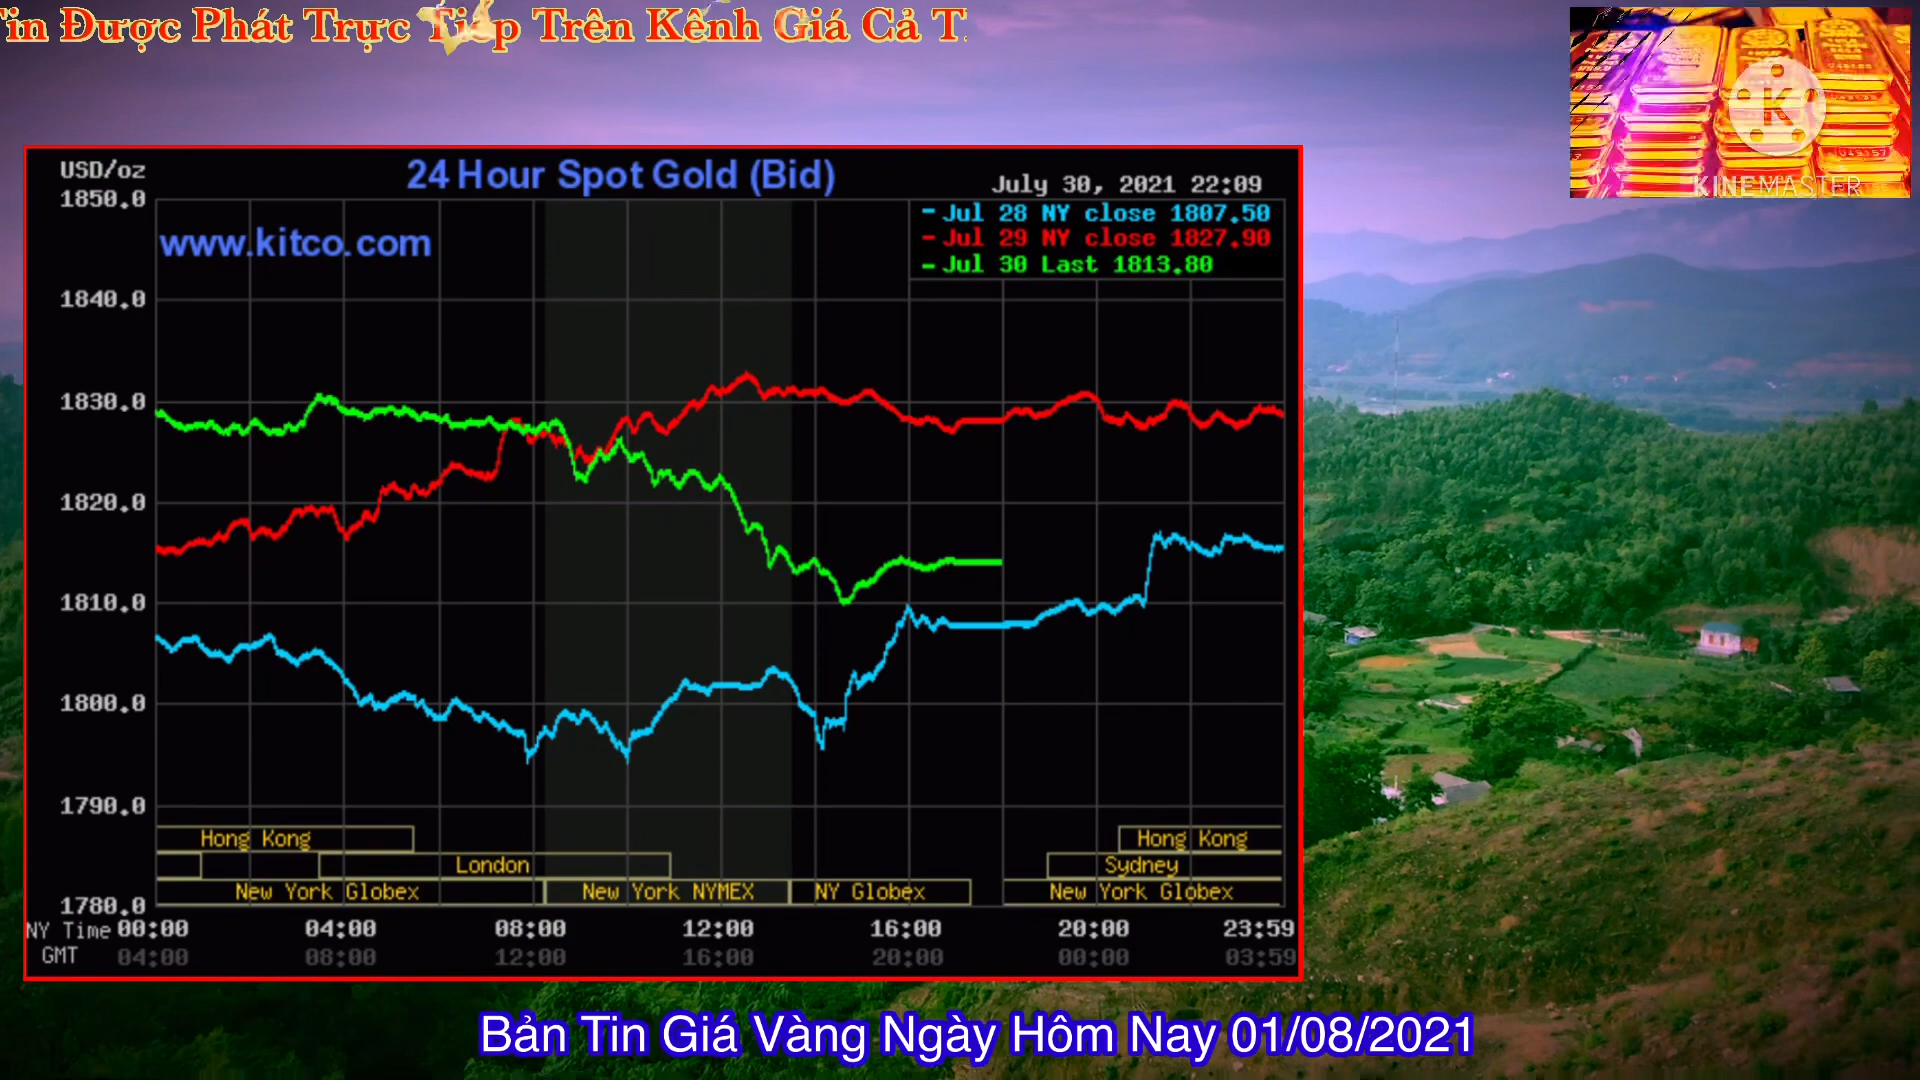 Tin Được Phát Trực Tiếp Trên Kênh Giá Cả T
KINEMASTER
USD/oz
24 Hour Spot Gold (Bid)
July 30, 2021 22:09
1850.0
www.kitco.com
Jul 28 NY close 1807.50
Jul 29 NY close 1827.90
Jul 30 Last 1813.80
1840.0
1830.0
1820.0
1810.0
1800.0
1790.0
1780.0
Hong Kong
Hong Kong
London
Sydney
New York Globex
New York NYMEX
NY Globex
New York Globex
NY Time 00:00 04:00 08:00 12:00 16:00 20:00 23:59
GMT 04:00 08:00 12:00 16:00 20:00 00:00 03:59
Bản Tin Giá Vàng Ngày Hôm Nay 01/08/2021